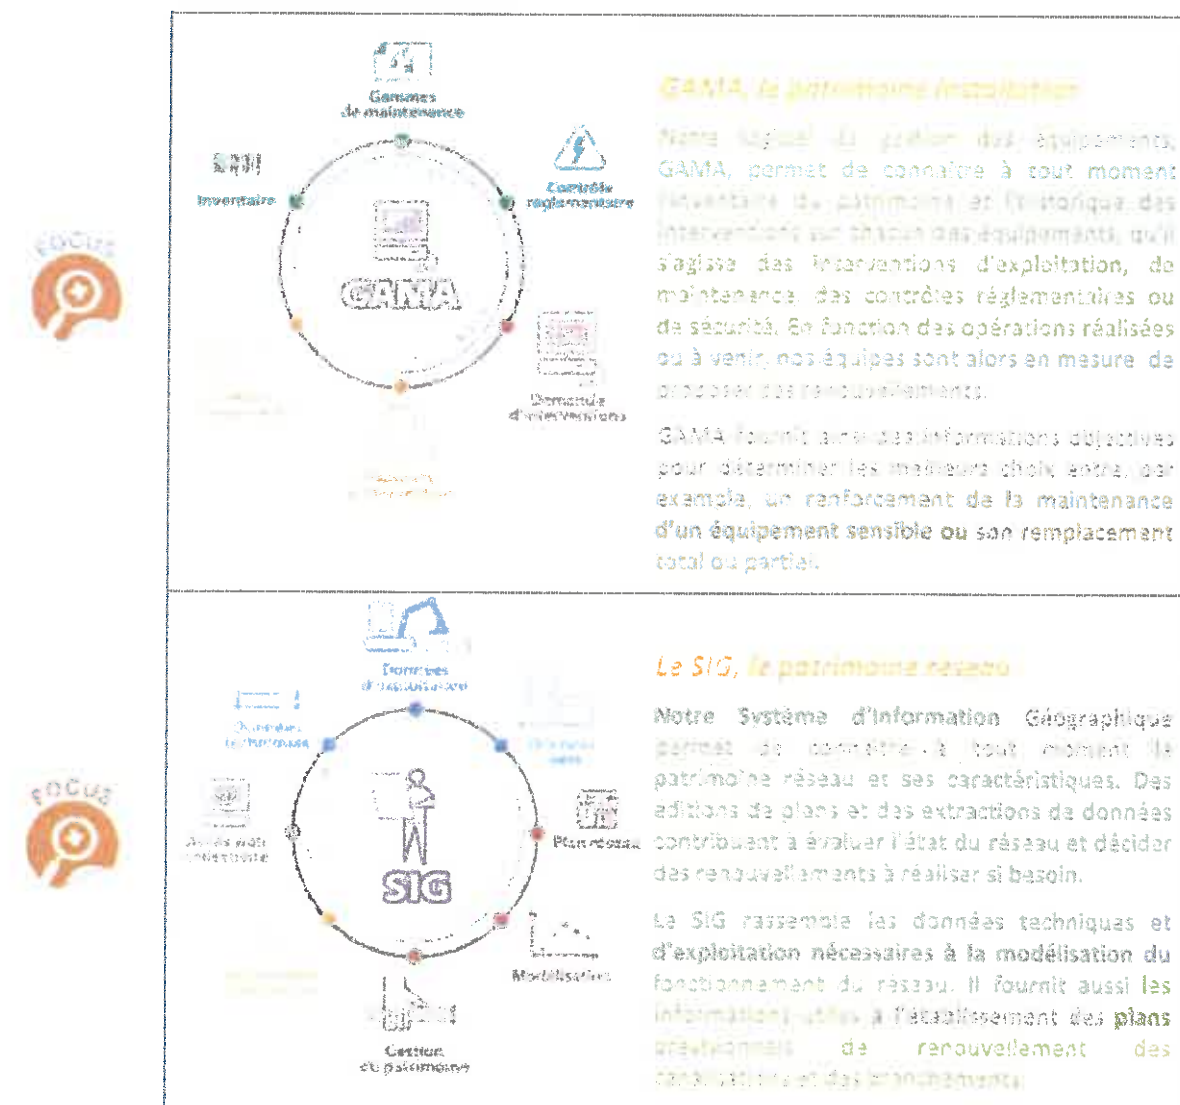 FOCUS
Gammes
de maintenance
Inventaire
Contrôle
réglementaire
GAMA
Demande
d'interventions
GAMA, le patrimoine installation
Notre logiciel de gestion des équipements,
GAMA, permet de connaître à tout moment
l'inventaire du patrimoine et l'historique des
interventions sur chacun des équipements, qu'il
s'agisse des interventions d'exploitation, de
maintenance, des contrôles réglementaires ou
de sécurité. En fonction des opérations réalisées
ou à venir, nos équipes sont alors en mesure de
proposer des renouvellements.
GAMA fournit ainsi des informations objectives
pour déterminer les meilleurs choix entre, par
exemple, un renforcement de la maintenance
d'un équipement sensible ou son remplacement
total ou partiel.
FOCUS
Données
d'exploitation
Données
techniques
Plan réseau
SIG
Modélisation
Gestion
du patrimoine
Le SIG, le patrimoine réseau
Notre Système d'Information Géographique
permet de connaître à tout moment le
patrimoine réseau et ses caractéristiques. Des
éditions de plans et des extractions de données
contribuent à évaluer l'état du réseau et décider
des renouvellements à réaliser si besoin.
Le SIG rassemble les données techniques et
d'exploitation nécessaires à la modélisation du
fonctionnement du réseau. Il fournit aussi les
informations utiles à l'établissement des plans
prévisionnels de renouvellement des
canalisations et des branchements.